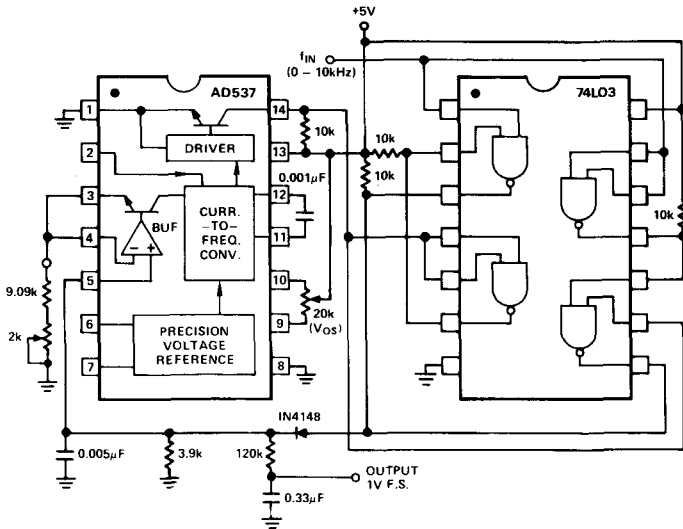 +5V
fIN
(0 – 10kHz)
AD537
74L03
1
14
10k
DRIVER
2
13
10k
10k
0.001μF
3
12
BUF
CURR.
-TO-
FREQ.
CONV.
10k
4
11
– +
5
10
9.09k
20k
(VOS)
6
PRECISION
VOLTAGE
REFERENCE
9
2k
7
8
IN4148
0.005μF
3.9k
120k
OUTPUT
1V F.S.
0.33μF